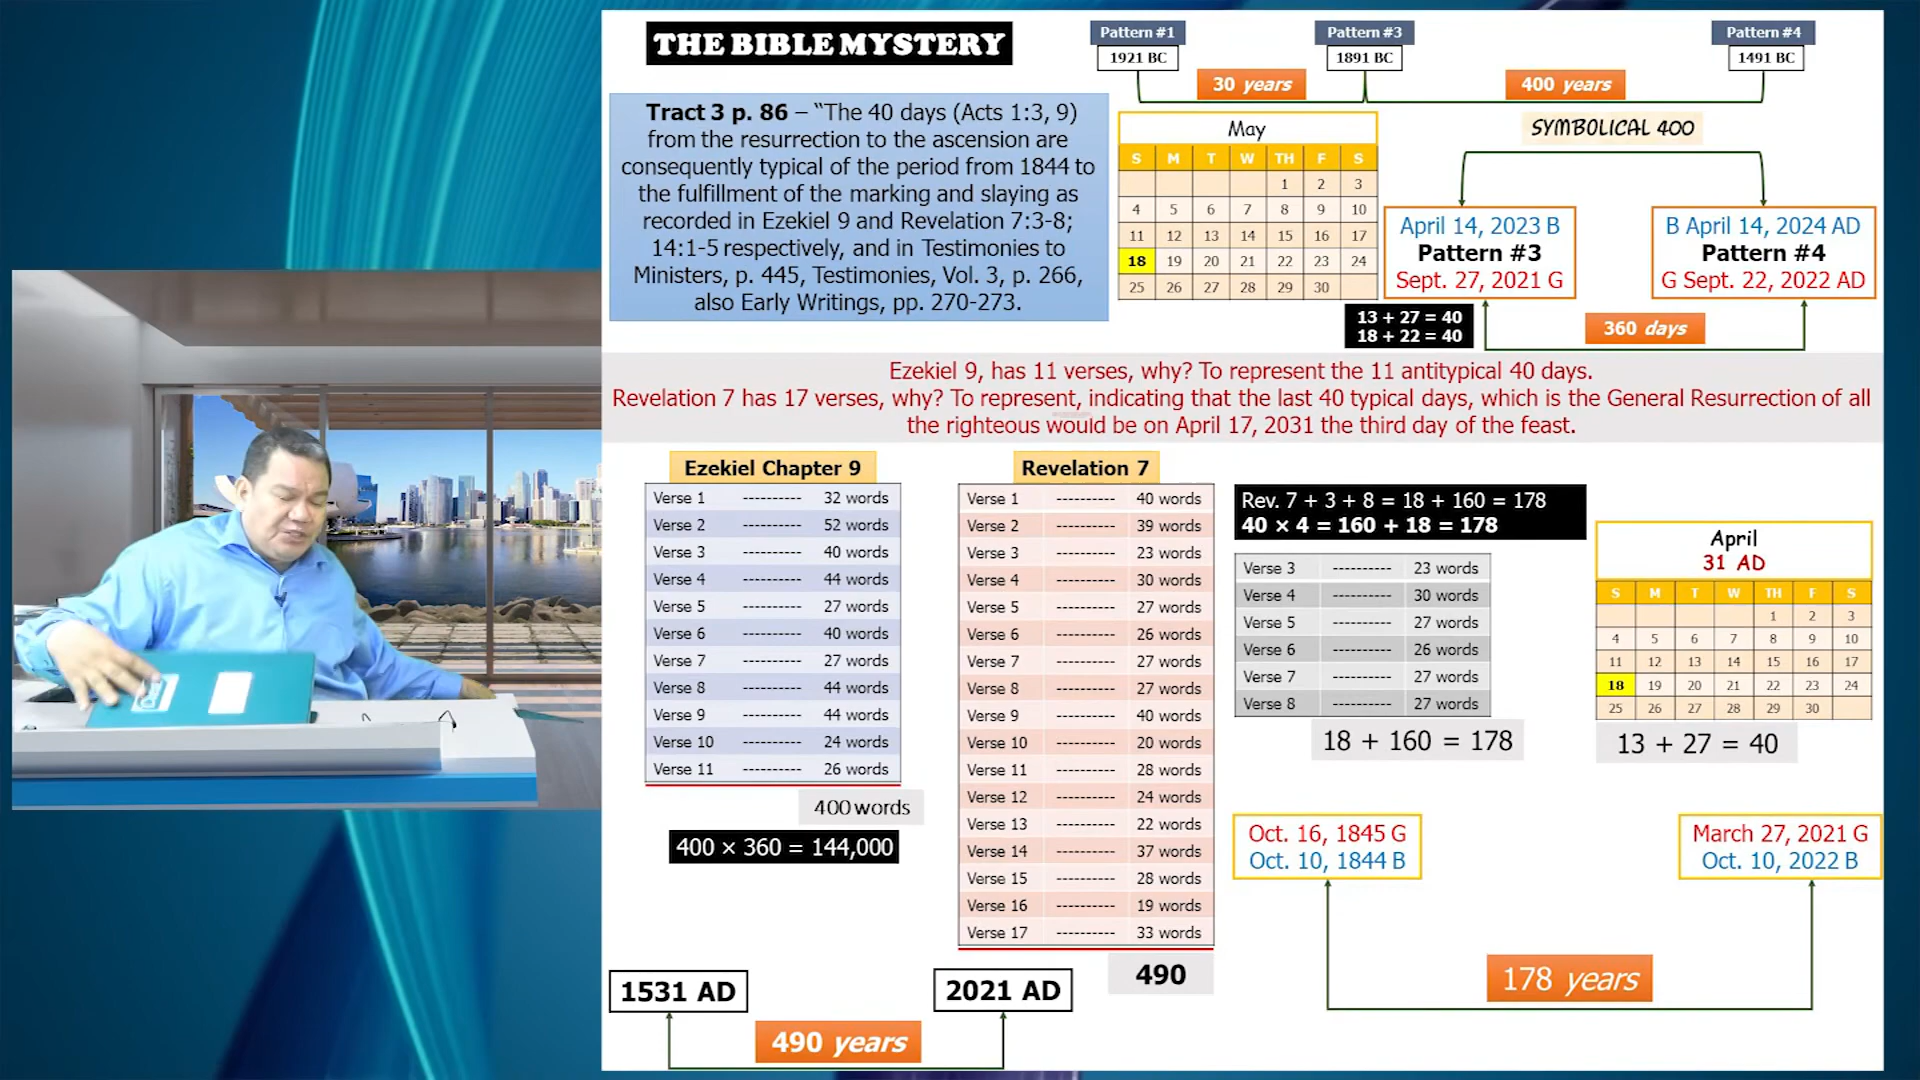 THE BIBLE MYSTERY
Pattern #1
1921 BC
Pattern #3
1891 BC
Pattern #4
1491 BC
30 years
400 years
Tract 3 p. 86 – “The 40 days (Acts 1:3, 9)
from the resurrection to the ascension are
consequently typical of the period from 1844 to
the fulfillment of the marking and slaying as
recorded in Ezekiel 9 and Revelation 7:3-8;
14:1-5 respectively, and in Testimonies to
Ministers, p. 445, Testimonies, Vol. 3, p. 266,
also Early Writings, pp. 270-273.
May
S M T W TH F S
1 2 3
4 5 6 7 8 9 10
11 12 13 14 15 16 17
18 19 20 21 22 23 24
25 26 27 28 29 30
SYMBOLICAL 400
April 14, 2023 B
Pattern #3
Sept. 27, 2021 G
B April 14, 2024 AD
Pattern #4
G Sept. 22, 2022 AD
13 + 27 = 40
18 + 22 = 40
360 days
Ezekiel 9, has 11 verses, why? To represent the 11 antitypical 40 days.
Revelation 7 has 17 verses, why? To represent, indicating that the last 40 typical days, which is the General Resurrection of all
the righteous would be on April 17, 2031 the third day of the feast.
Ezekiel Chapter 9
Verse 1 ---------- 32 words
Verse 2 ---------- 52 words
Verse 3 ---------- 40 words
Verse 4 ---------- 44 words
Verse 5 ---------- 27 words
Verse 6 ---------- 40 words
Verse 7 ---------- 27 words
Verse 8 ---------- 44 words
Verse 9 ---------- 44 words
Verse 10 ---------- 24 words
Verse 11 ---------- 26 words
400 words
400 × 360 = 144,000
Revelation 7
Verse 1 ---------- 40 words
Verse 2 ---------- 39 words
Verse 3 ---------- 23 words
Verse 4 ---------- 30 words
Verse 5 ---------- 27 words
Verse 6 ---------- 26 words
Verse 7 ---------- 27 words
Verse 8 ---------- 27 words
Verse 9 ---------- 40 words
Verse 10 ---------- 20 words
Verse 11 ---------- 28 words
Verse 12 ---------- 24 words
Verse 13 ---------- 22 words
Verse 14 ---------- 37 words
Verse 15 ---------- 28 words
Verse 16 ---------- 19 words
Verse 17 ---------- 33 words
490
Rev. 7 + 3 + 8 = 18 + 160 = 178
40 × 4 = 160 + 18 = 178
Verse 3 ---------- 23 words
Verse 4 ---------- 30 words
Verse 5 ---------- 27 words
Verse 6 ---------- 26 words
Verse 7 ---------- 27 words
Verse 8 ---------- 27 words
18 + 160 = 178
April
31 AD
S M T W TH F S
1 2 3
4 5 6 7 8 9 10
11 12 13 14 15 16 17
18 19 20 21 22 23 24
25 26 27 28 29 30
13 + 27 = 40
Oct. 16, 1845 G
Oct. 10, 1844 B
March 27, 2021 G
Oct. 10, 2022 B
178 years
1531 AD
2021 AD
490 years